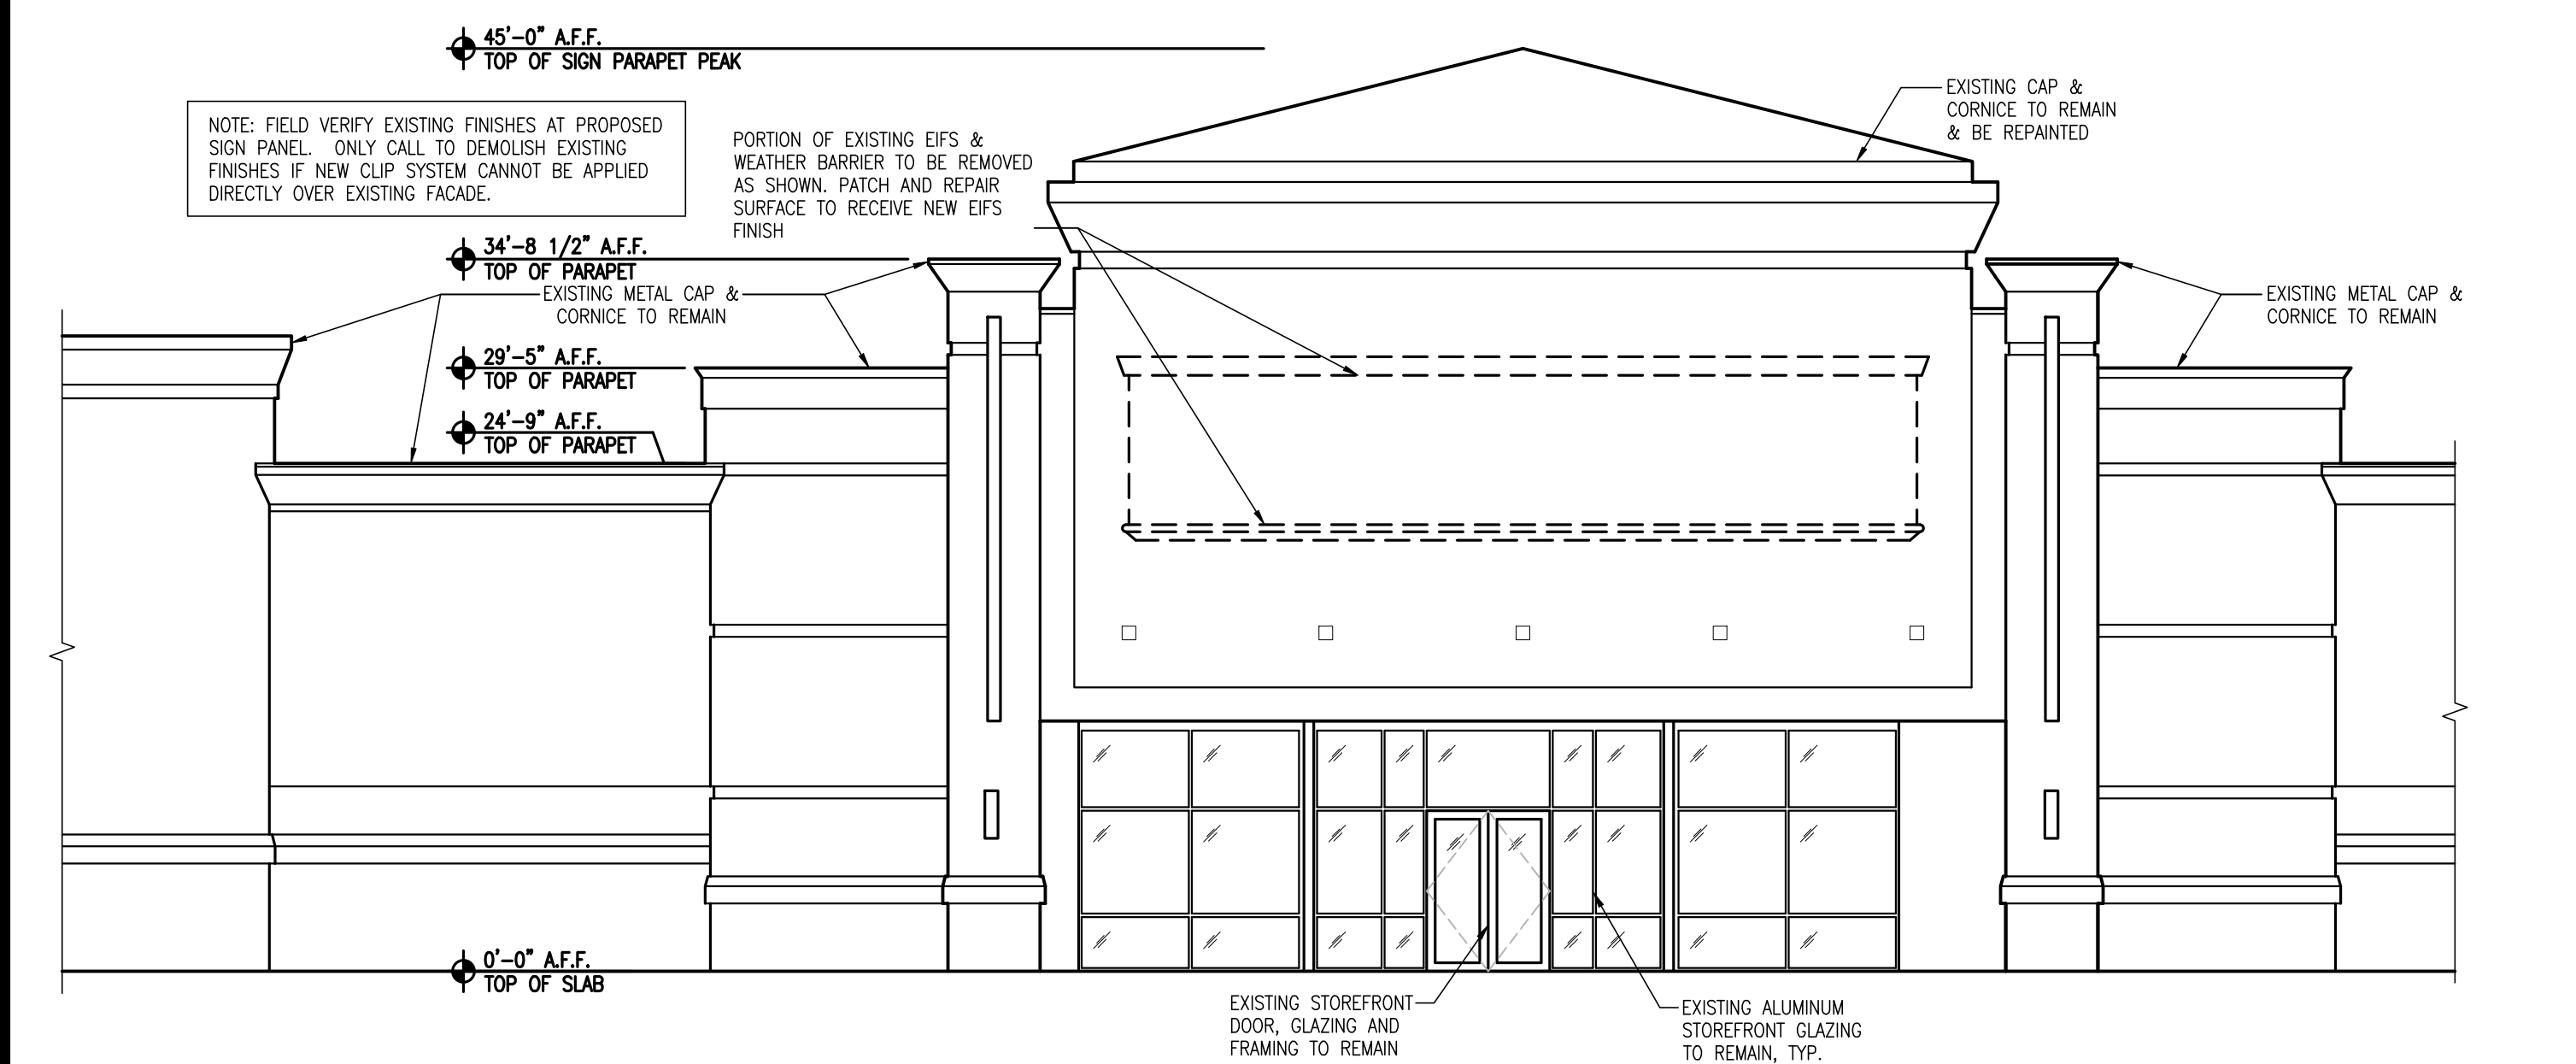 45'-0" A.F.F.
TOP OF SIGN PARAPET PEAK
EXISTING CAP &
CORNICE TO REMAIN
& BE REPAINTED
NOTE: FIELD VERIFY EXISTING FINISHES AT PROPOSED
SIGN PANEL.  ONLY CALL TO DEMOLISH EXISTING
FINISHES IF NEW CLIP SYSTEM CANNOT BE APPLIED
DIRECTLY OVER EXISTING FACADE.
PORTION OF EXISTING EIFS &
WEATHER BARRIER TO BE REMOVED
AS SHOWN. PATCH AND REPAIR
SURFACE TO RECEIVE NEW EIFS
FINISH
34'-8 1/2" A.F.F.
TOP OF PARAPET
EXISTING METAL CAP &
CORNICE TO REMAIN
EXISTING METAL CAP &
CORNICE TO REMAIN
29'-5" A.F.F.
TOP OF PARAPET
24'-9" A.F.F.
TOP OF PARAPET
0'-0" A.F.F.
TOP OF SLAB
EXISTING STOREFRONT
DOOR, GLAZING AND
FRAMING TO REMAIN
EXISTING ALUMINUM
STOREFRONT GLAZING
TO REMAIN, TYP.